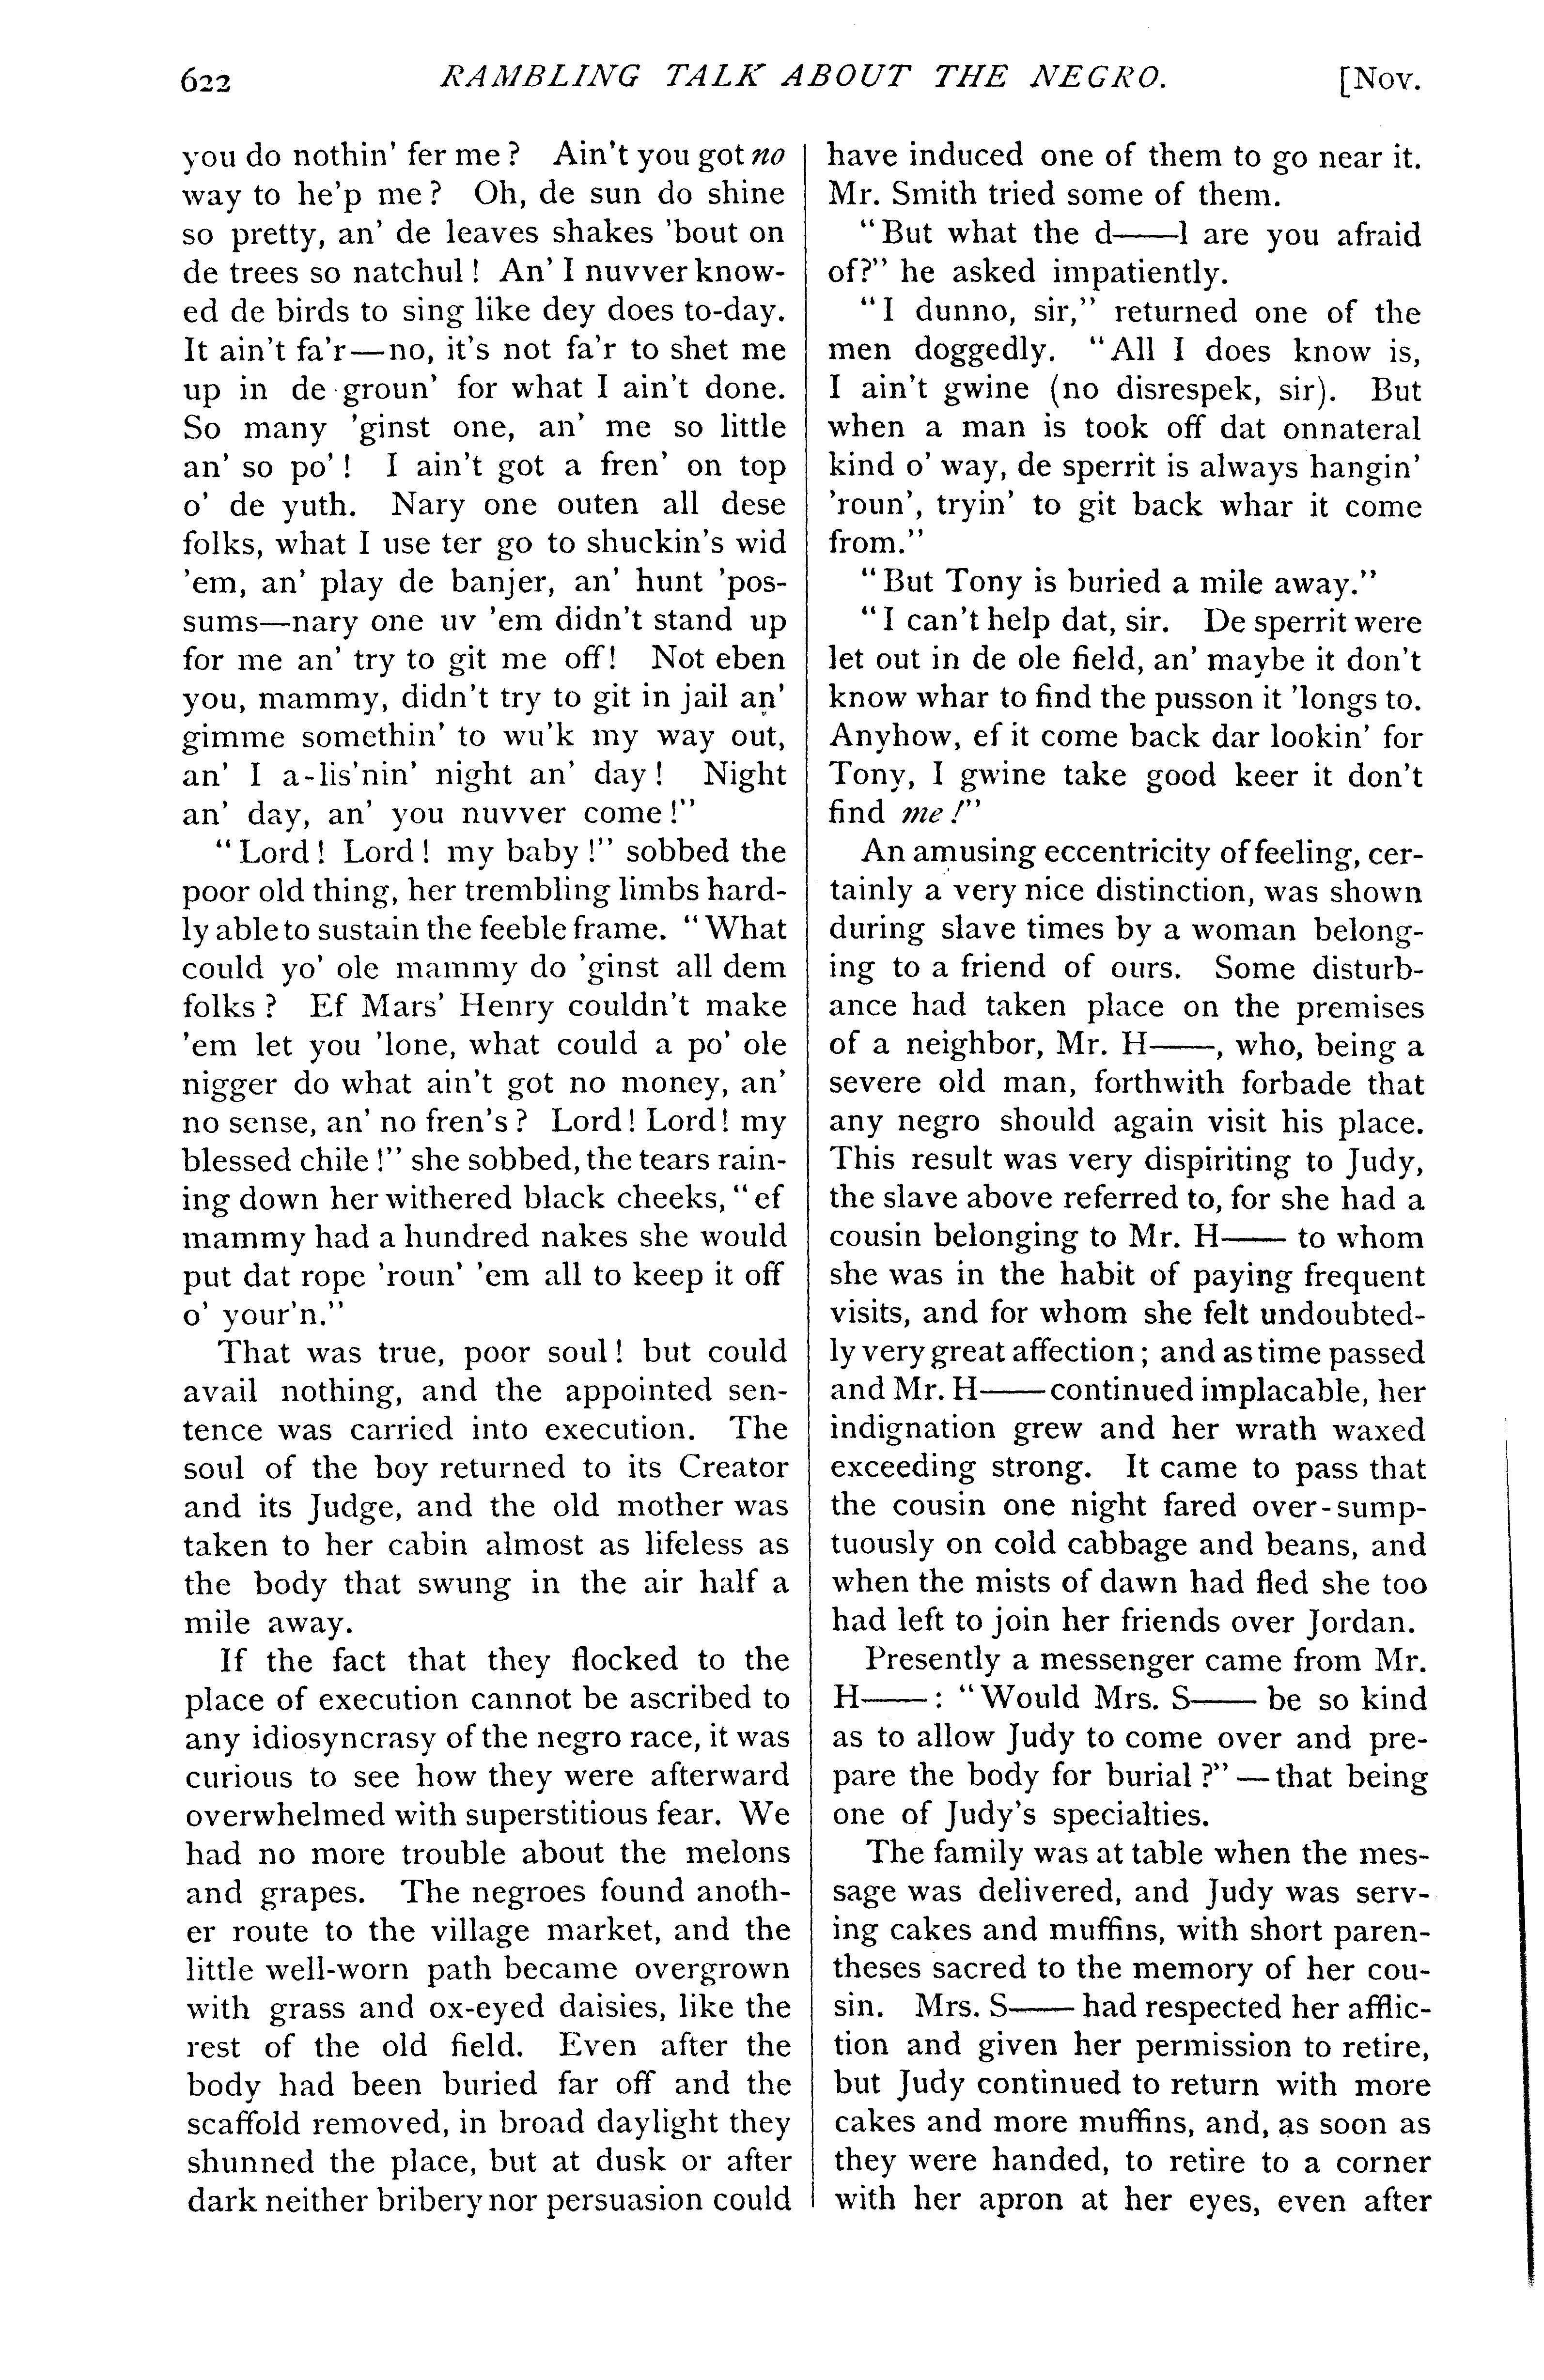 622 RAMBLING TALK ABOUT THE NEGRO. [Nov.
you do nothin' fer me? Ain't you got no
way to he'p me? Oh, de sun do shine
so pretty, an' de leaves shakes 'bout on
de trees so natchul! An' I nuvver know-
ed de birds to sing like dey does to-day.
It ain't fa'r—no, it's not fa'r to shet me
up in de groun' for what I ain't done.
So many 'ginst one, an' me so little
an' so po'! I ain't got a fren' on top
o' de yuth. Nary one outen all dese
folks, what I use ter go to shuckin's wid
'em, an' play de banjer, an' hunt 'pos-
sums—nary one uv 'em didn't stand up
for me an' try to git me off! Not eben
you, mammy, didn't try to git in jail an'
gimme somethin' to wu'k my way out,
an' I a-lis'nin' night an' day! Night
an' day, an' you nuvver come!"
"Lord! Lord! my baby!" sobbed the
poor old thing, her trembling limbs hard-
ly able to sustain the feeble frame. "What
could yo' ole mammy do 'ginst all dem
folks? Ef Mars' Henry couldn't make
'em let you 'lone, what could a po' ole
nigger do what ain't got no money, an'
no sense, an' no fren's? Lord! Lord! my
blessed chile!" she sobbed, the tears rain-
ing down her withered black cheeks, "ef
mammy had a hundred nakes she would
put dat rope 'roun' 'em all to keep it off
o' your'n."
That was true, poor soul! but could
avail nothing, and the appointed sen-
tence was carried into execution. The
soul of the boy returned to its Creator
and its Judge, and the old mother was
taken to her cabin almost as lifeless as
the body that swung in the air half a
mile away.
If the fact that they flocked to the
place of execution cannot be ascribed to
any idiosyncrasy of the negro race, it was
curious to see how they were afterward
overwhelmed with superstitious fear. We
had no more trouble about the melons
and grapes. The negroes found anoth-
er route to the village market, and the
little well-worn path became overgrown
with grass and ox-eyed daisies, like the
rest of the old field. Even after the
body had been buried far off and the
scaffold removed, in broad daylight they
shunned the place, but at dusk or after
dark neither bribery nor persuasion could
have induced one of them to go near it.
Mr. Smith tried some of them.
"But what the d——l are you afraid
of?" he asked impatiently.
"I dunno, sir," returned one of the
men doggedly. "All I does know is,
I ain't gwine (no disrespek, sir). But
when a man is took off dat onnateral
kind o' way, de sperrit is always hangin'
'roun', tryin' to git back whar it come
from."
"But Tony is buried a mile away."
"I can't help dat, sir. De sperrit were
let out in de ole field, an' maybe it don't
know whar to find the pusson it 'longs to.
Anyhow, ef it come back dar lookin' for
Tony, I gwine take good keer it don't
find me!"
An amusing eccentricity of feeling, cer-
tainly a very nice distinction, was shown
during slave times by a woman belong-
ing to a friend of ours. Some disturb-
ance had taken place on the premises
of a neighbor, Mr. H——, who, being a
severe old man, forthwith forbade that
any negro should again visit his place.
This result was very dispiriting to Judy,
the slave above referred to, for she had a
cousin belonging to Mr. H—— to whom
she was in the habit of paying frequent
visits, and for whom she felt undoubted-
ly very great affection; and as time passed
and Mr. H—— continued implacable, her
indignation grew and her wrath waxed
exceeding strong. It came to pass that
the cousin one night fared over-sump-
tuously on cold cabbage and beans, and
when the mists of dawn had fled she too
had left to join her friends over Jordan.
Presently a messenger came from Mr.
H——: "Would Mrs. S—— be so kind
as to allow Judy to come over and pre-
pare the body for burial?"—that being
one of Judy's specialties.
The family was at table when the mes-
sage was delivered, and Judy was serv-
ing cakes and muffins, with short paren-
theses sacred to the memory of her cou-
sin. Mrs. S—— had respected her afflic-
tion and given her permission to retire,
but Judy continued to return with more
cakes and more muffins, and, as soon as
they were handed, to retire to a corner
with her apron at her eyes, even after